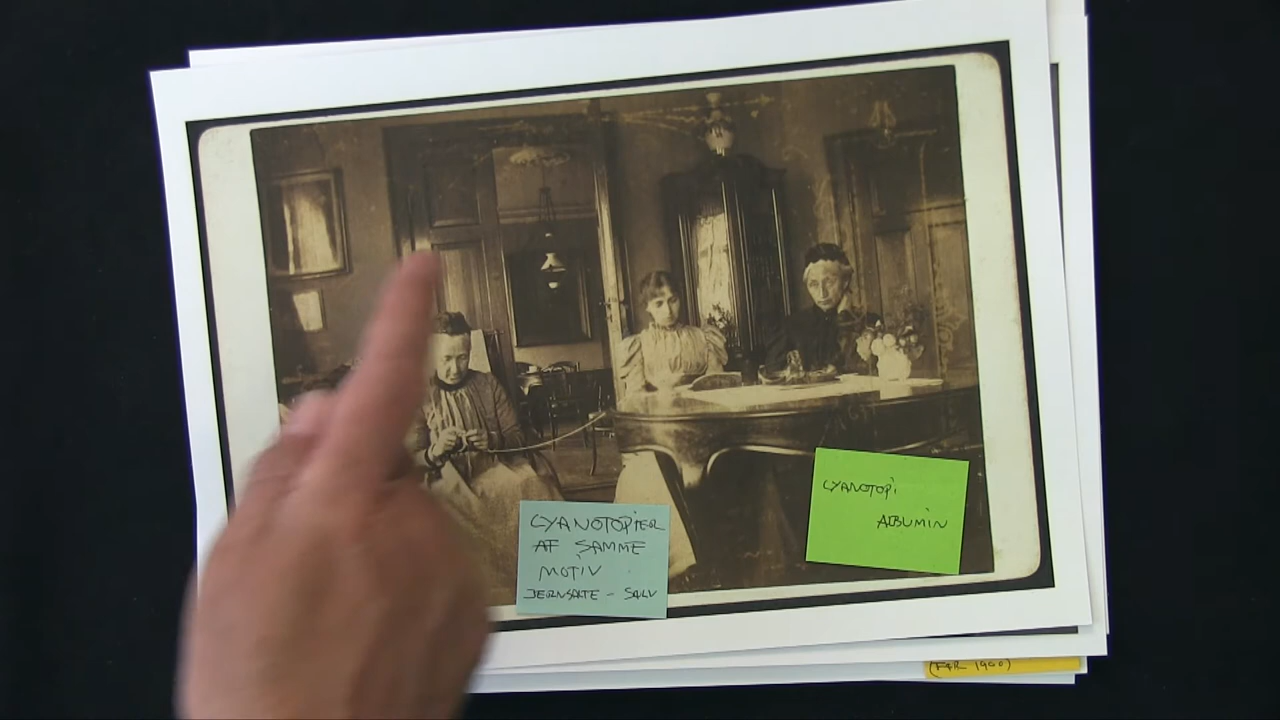 CYANOTOPIER
AF SAMME
MOTIV
JERNSALTE - SØLV
CYANOTOPI
ALBUMIN
(FØR 1900)